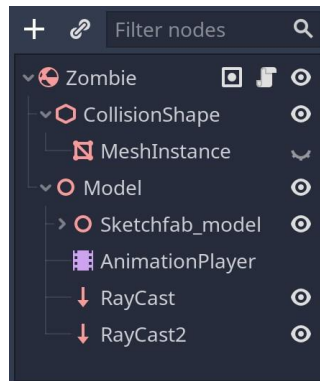 Filter nodes
Zombie
CollisionShape
MeshInstance
Model
Sketchfab_model
AnimationPlayer
RayCast
RayCast2